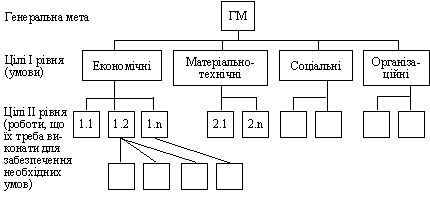 Генеральна мета
ГМ
Цілі I рівня
(умови)
Економічні
Матеріально-
технічні
Соціальні
Організа-
ційні
Цілі II рівня
(роботи, що
їх треба ви-
конати для
забезпечення
необхідних
умов)
1.1
1.2
1.n
2.1
2.n